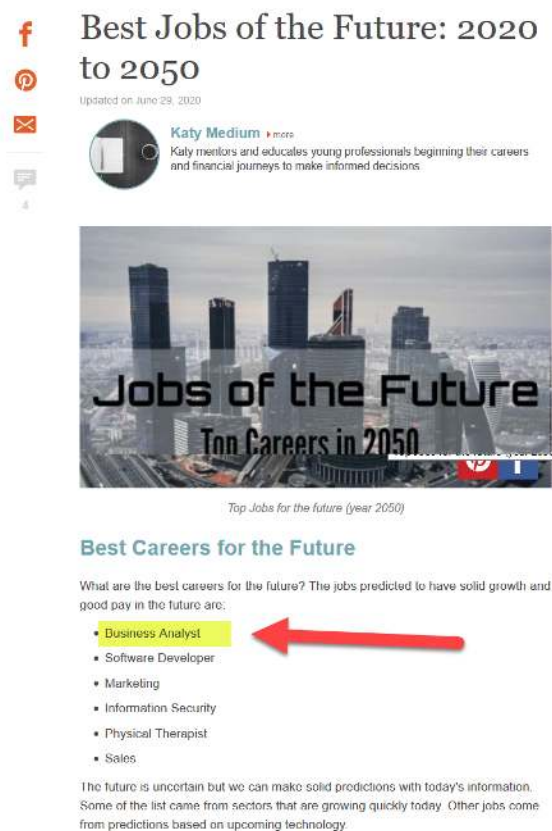 Best Jobs of the Future: 2020
to 2050
Updated on June 29, 2020
Katy Medium
more
Katy mentors and educates young professionals beginning their careers
and financial journeys to make informed decisions
4
Jobs of the Future
Top Careers in 2050
Top Jobs for the future (year 2050)
Best Careers for the Future
What are the best careers for the future? The jobs predicted to have solid growth and
good pay in the future are:
Business Analyst
Software Developer
Marketing
Information Security
Physical Therapist
Sales
The future is uncertain but we can make solid predictions with today's information.
Some of the list came from sectors that are growing quickly today. Other jobs come
from predictions based on upcoming technology.